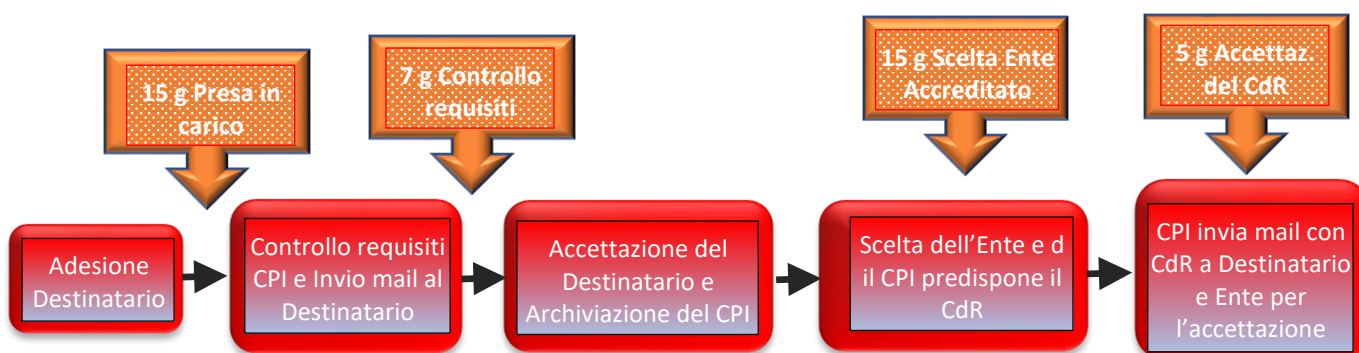 15 g Presa in
carico
7 g Controllo
requisiti
15 g Scelta Ente
Accreditato
5 g Accettaz.
del CdR
Adesione
Destinatario
Controllo requisiti
CPI e Invio mail al
Destinatario
Accettazione del
Destinatario e
Archiviazione del CPI
Scelta dell’Ente e d
il CPI predispone il
CdR
CPI invia mail con
CdR a Destinatario
e Ente per
l’accettazione